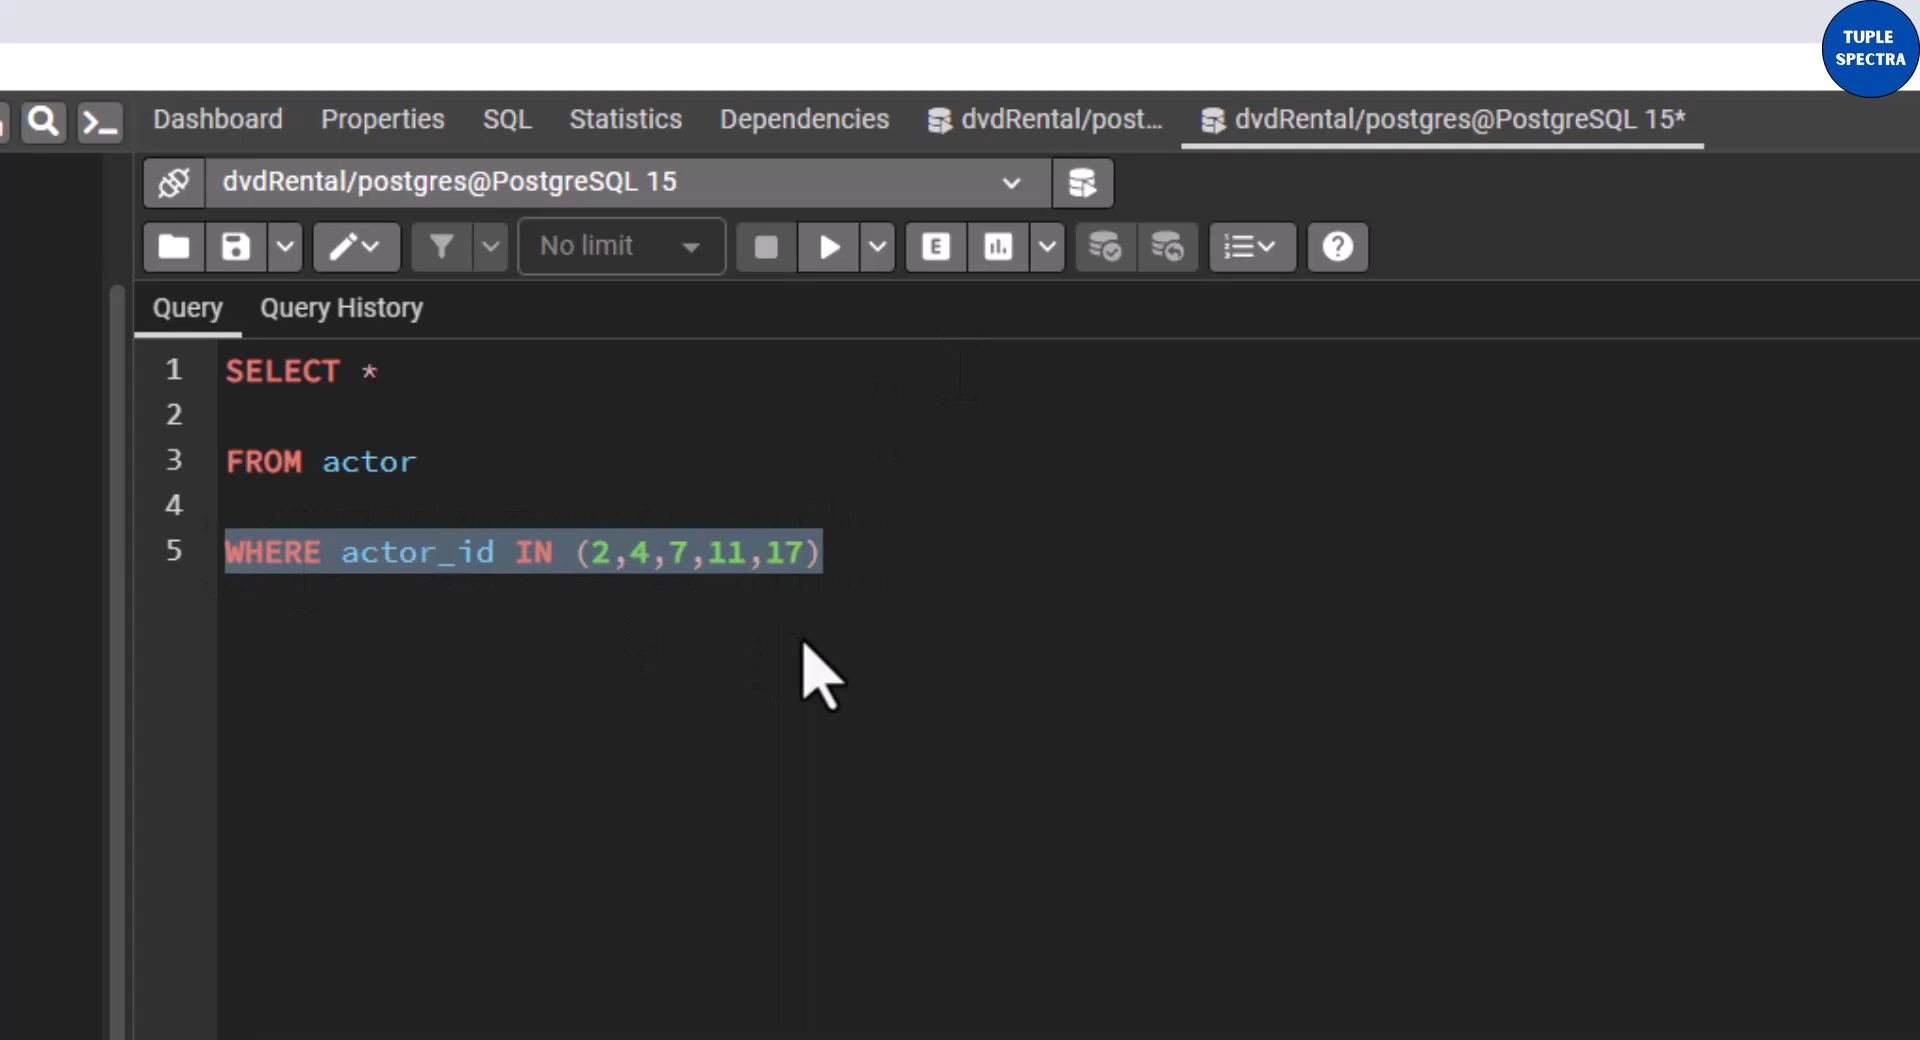 TUPLE
SPECTRA
Dashboard Properties SQL Statistics Dependencies dvdRental/post... dvdRental/postgres@PostgreSQL 15*
dvdRental/postgres@PostgreSQL 15
No limit E ?
Query Query History
1 SELECT *
2
3 FROM actor
4
5 WHERE actor_id IN (2,4,7,11,17)